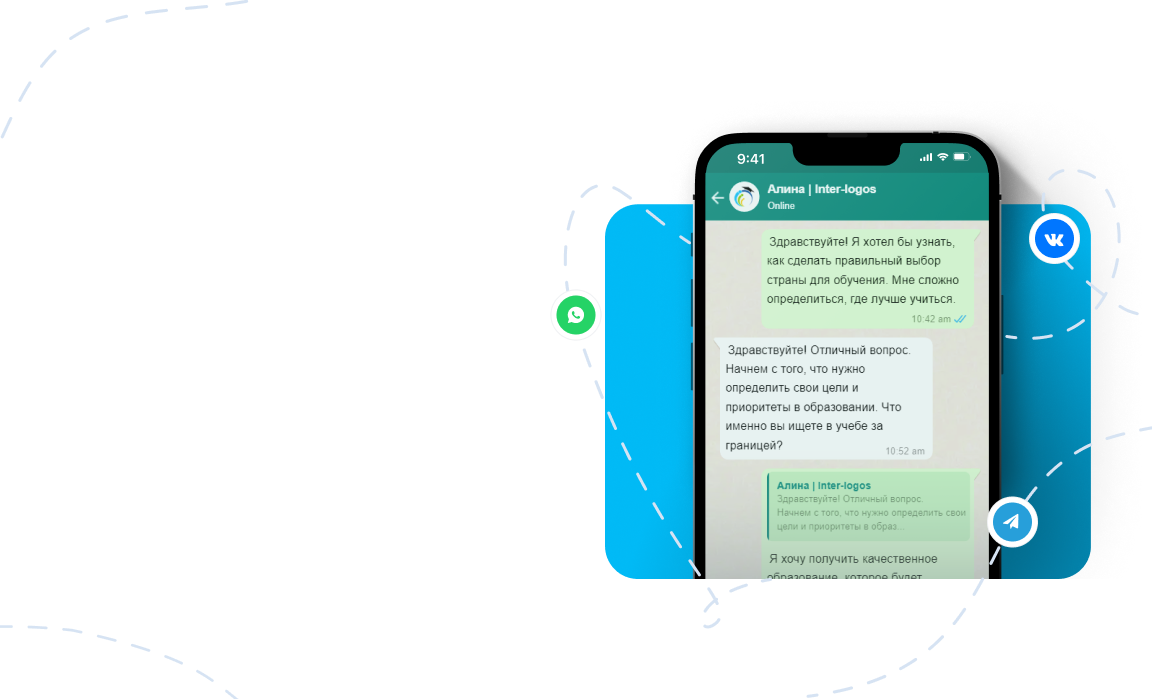 9:41
Алина | Inter-logos
Online
Здравствуйте! Я хотел бы узнать,
как сделать правильный выбор
страны для обучения. Мне сложно
определиться, где лучше учиться.
10:42 am
Здравствуйте! Отличный вопрос.
Начнем с того, что нужно
определить свои цели и
приоритеты в образовании. Что
именно вы ищете в учебе за
границей?
10:52 am
Алина | Inter-logos
Здравствуйте! Отличный вопрос.
Начнем с того, что нужно определить свои
цели и приоритеты в образ...
Я хочу получить качественное
образование, которое будет